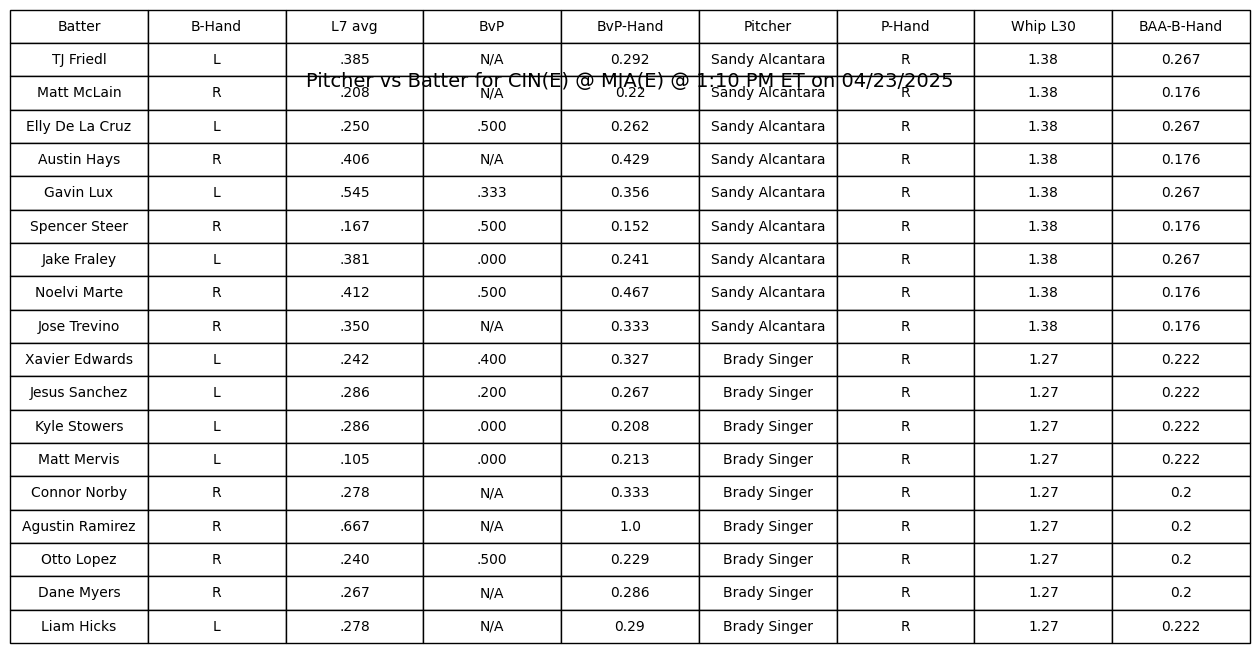 Batter B-Hand L7 avg BvP BvP-Hand Pitcher P-Hand Whip L30 BAA-B-Hand
TJ Friedl L .385 N/A 0.292 Sandy Alcantara R 1.38 0.267
Pitcher vs Batter for CIN(E) @ MIA(E) @ 1:10 PM ET on 04/23/2025
Matt McLain R .208 N/A 0.22 Sandy Alcantara R 1.38 0.176
Elly De La Cruz L .250 .500 0.262 Sandy Alcantara R 1.38 0.267
Austin Hays R .406 N/A 0.429 Sandy Alcantara R 1.38 0.176
Gavin Lux L .545 .333 0.356 Sandy Alcantara R 1.38 0.267
Spencer Steer R .167 .500 0.152 Sandy Alcantara R 1.38 0.176
Jake Fraley L .381 .000 0.241 Sandy Alcantara R 1.38 0.267
Noelvi Marte R .412 .500 0.467 Sandy Alcantara R 1.38 0.176
Jose Trevino R .350 N/A 0.333 Sandy Alcantara R 1.38 0.176
Xavier Edwards L .242 .400 0.327 Brady Singer R 1.27 0.222
Jesus Sanchez L .286 .200 0.267 Brady Singer R 1.27 0.222
Kyle Stowers L .286 .000 0.208 Brady Singer R 1.27 0.222
Matt Mervis L .105 .000 0.213 Brady Singer R 1.27 0.222
Connor Norby R .278 N/A 0.333 Brady Singer R 1.27 0.2
Agustin Ramirez R .667 N/A 1.0 Brady Singer R 1.27 0.2
Otto Lopez R .240 .500 0.229 Brady Singer R 1.27 0.2
Dane Myers R .267 N/A 0.286 Brady Singer R 1.27 0.2
Liam Hicks L .278 N/A 0.29 Brady Singer R 1.27 0.222